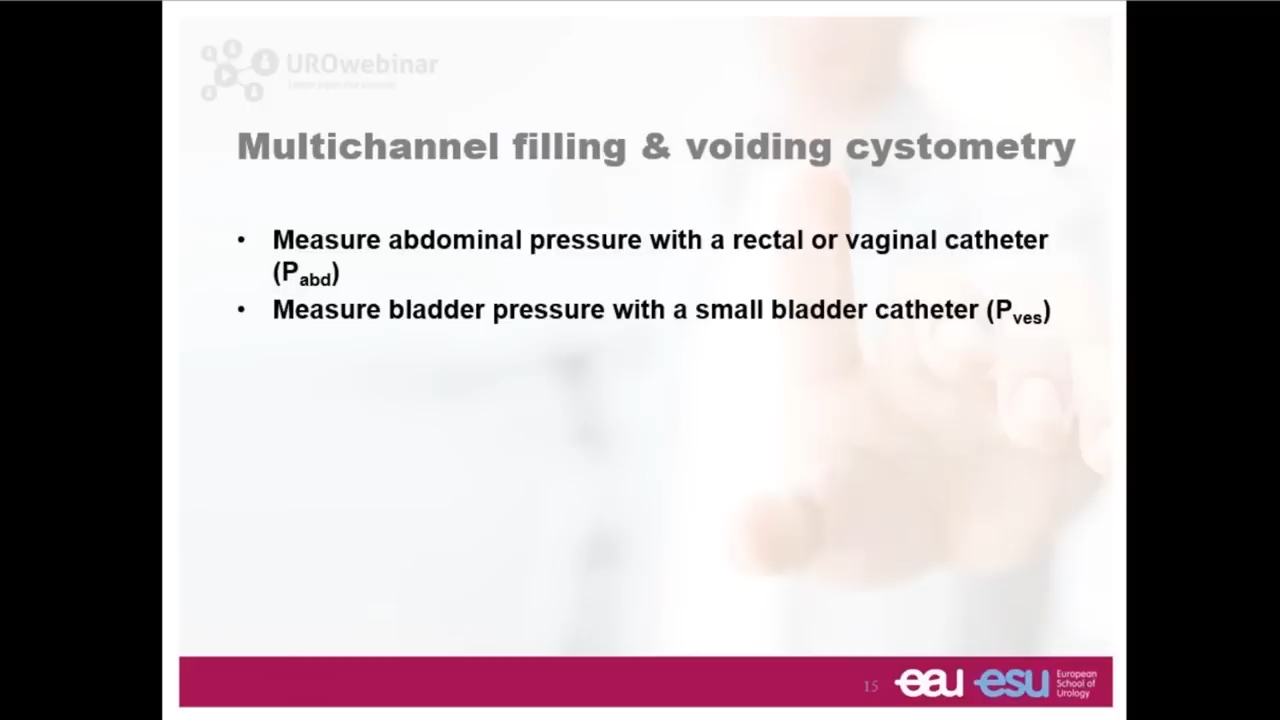 UROwebinar
Multichannel filling & voiding cystometry
• Measure abdominal pressure with a rectal or vaginal catheter
(Pabd)
• Measure bladder pressure with a small bladder catheter (Pves)
15
eau
esu
European
School of
Urology